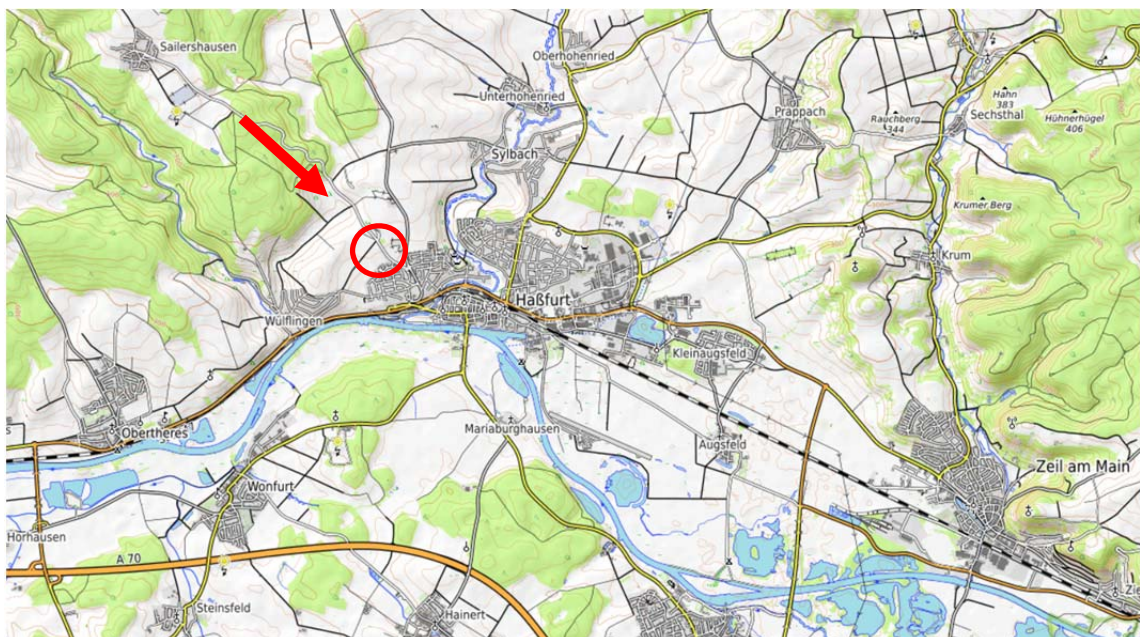 Sailershausen
Oberhohenried
Unterhohenried
Hahn
383
Prappach
Rauchberg
344
Sechsthal
Hühnerhügel
406
Sylbach
Krumer Berg
Krum
Haßfurt
Wülflingen
Kleinaugsfeld
Mariaburghausen
Obertheres
Augsfeld
Zeil am Main
Wonfurt
Horhausen
A 70
Steinsfeld
Hainert